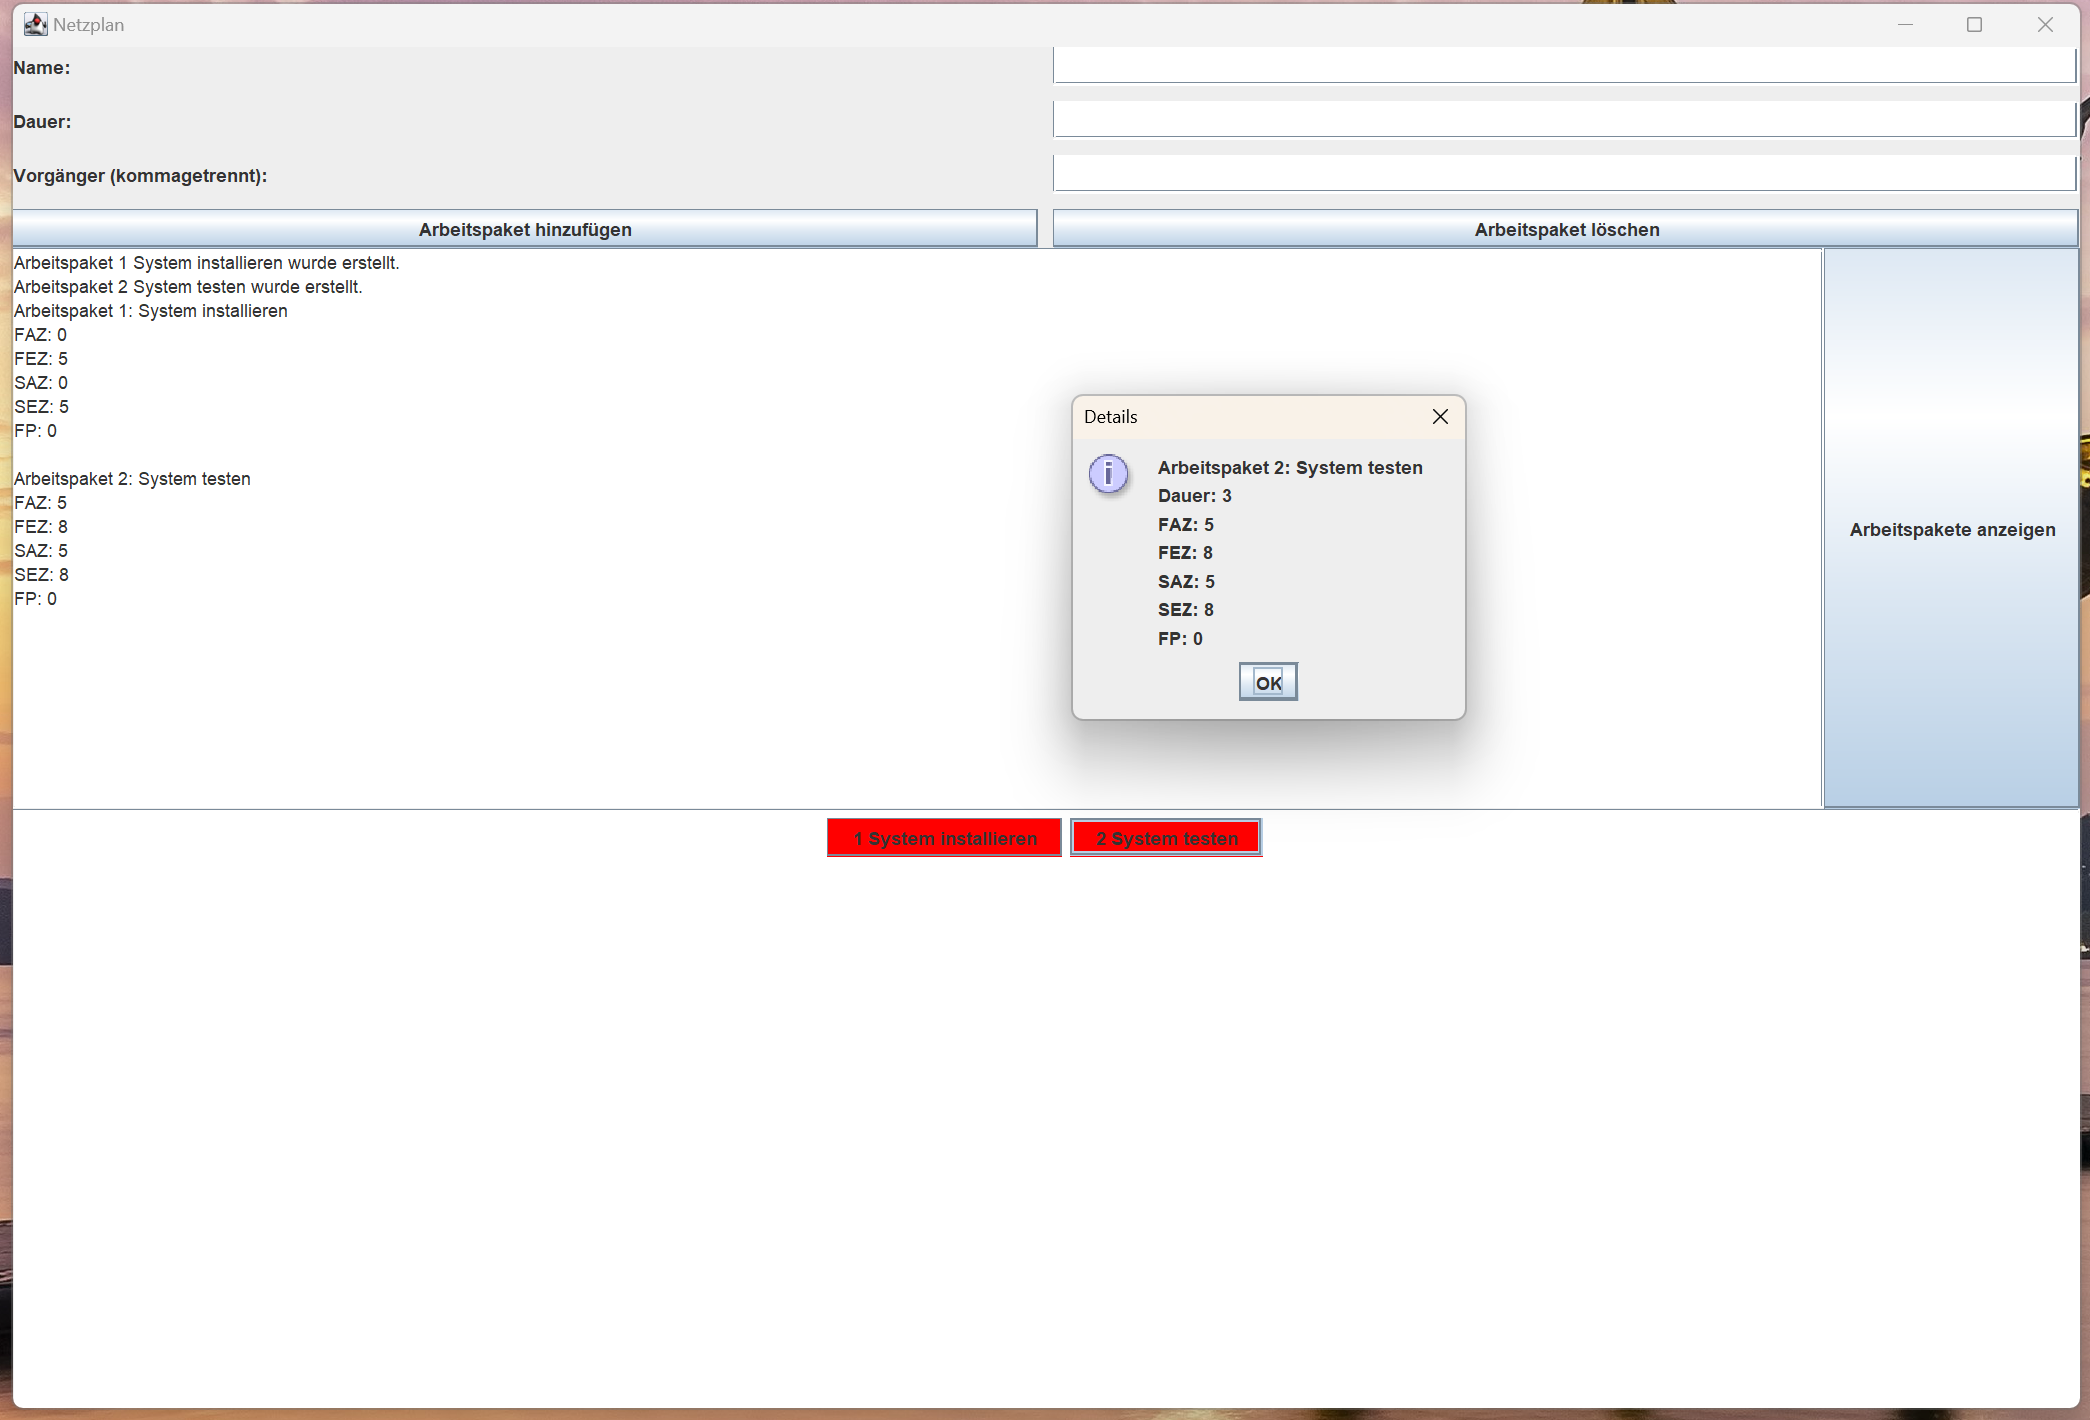 Netzplan
Name:
Dauer:
Vorgänger (kommagetrennt):
Arbeitspaket hinzufügen
Arbeitspaket löschen
Arbeitspaket 1 System installieren wurde erstellt.
Arbeitspaket 2 System testen wurde erstellt.
Arbeitspaket 1: System installieren
FAZ: 0
FEZ: 5
SAZ: 0
SEZ: 5
FP: 0
Arbeitspaket 2: System testen
FAZ: 5
FEZ: 8
SAZ: 5
SEZ: 8
FP: 0
Arbeitspakete anzeigen
Details
Arbeitspaket 2: System testen
Dauer: 3
FAZ: 5
FEZ: 8
SAZ: 5
SEZ: 8
FP: 0
OK
1 System installieren
2 System testen